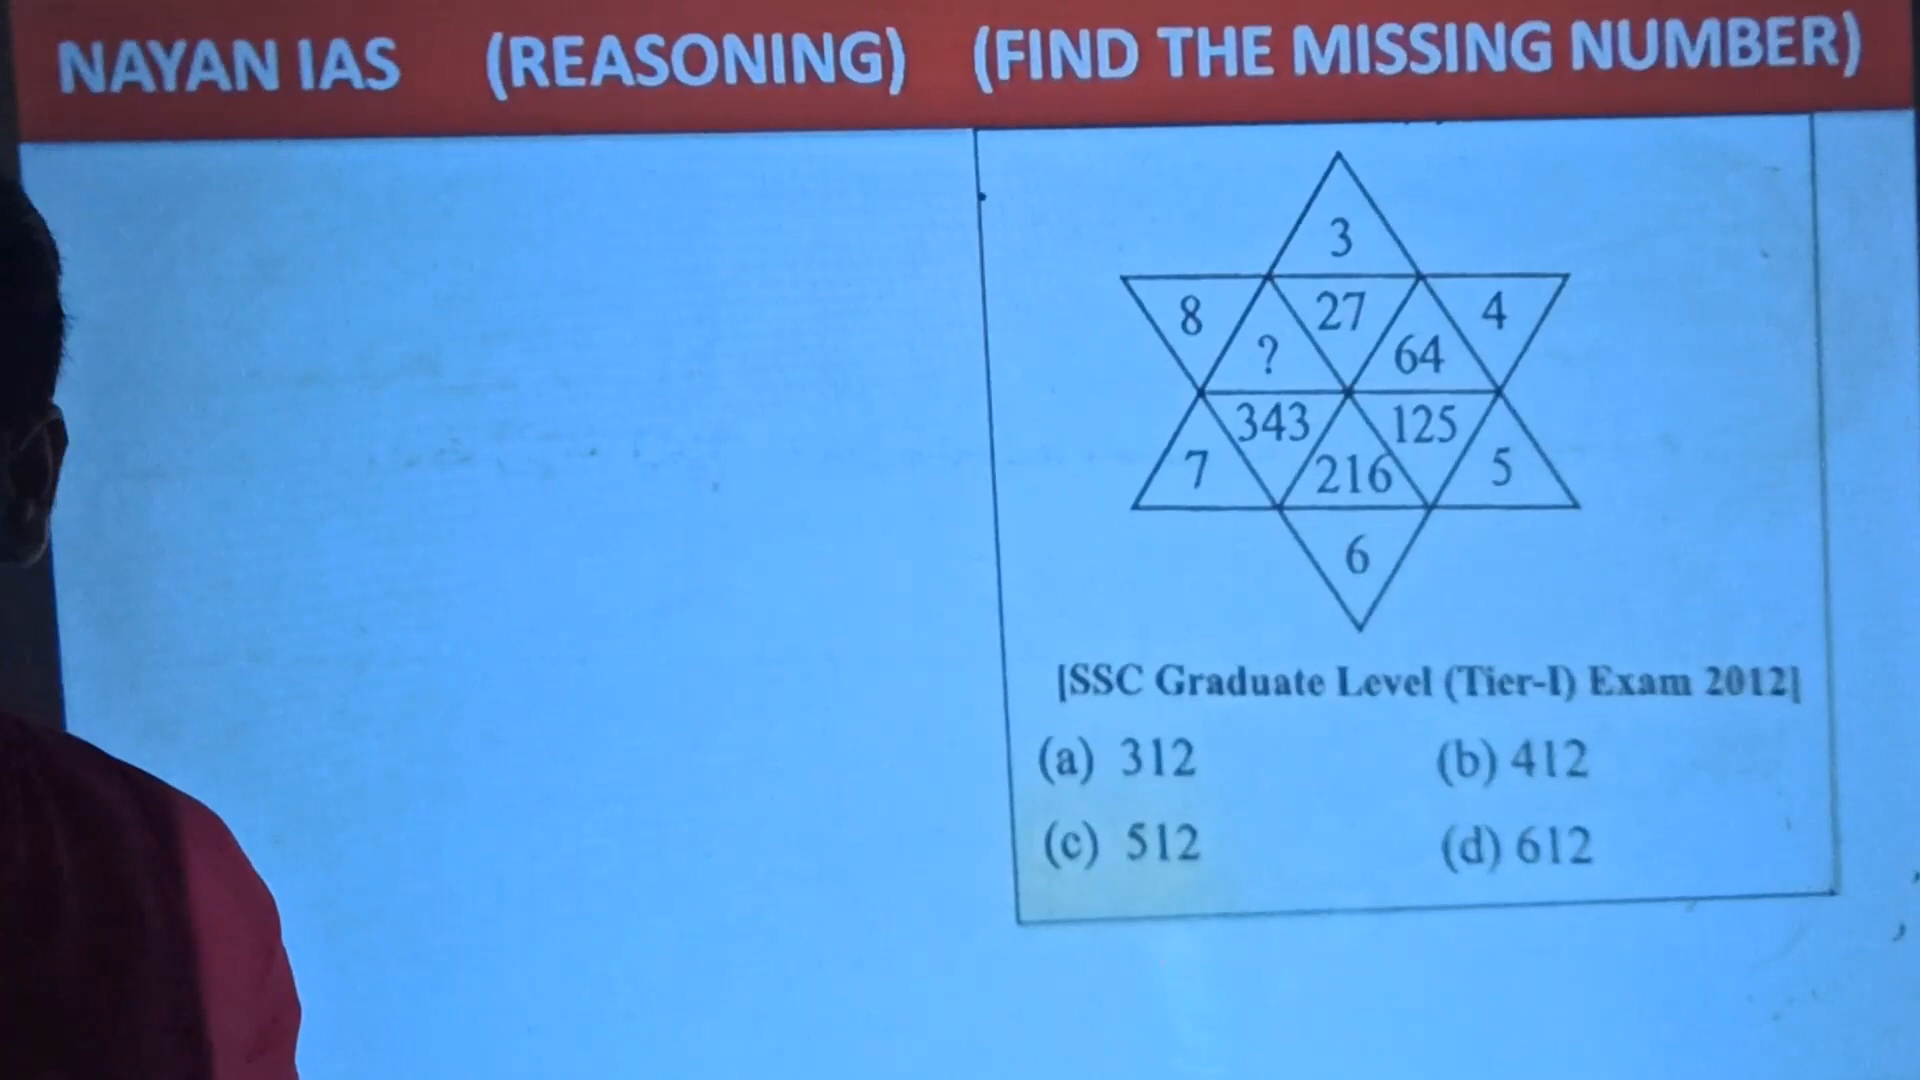 NAYAN IAS (REASONING) (FIND THE MISSING NUMBER)
3
8 27 4
? 64
343 125
7 216 5
6
[SSC Graduate Level (Tier-I) Exam 2012]
(a) 312 (b) 412
(c) 512 (d) 612